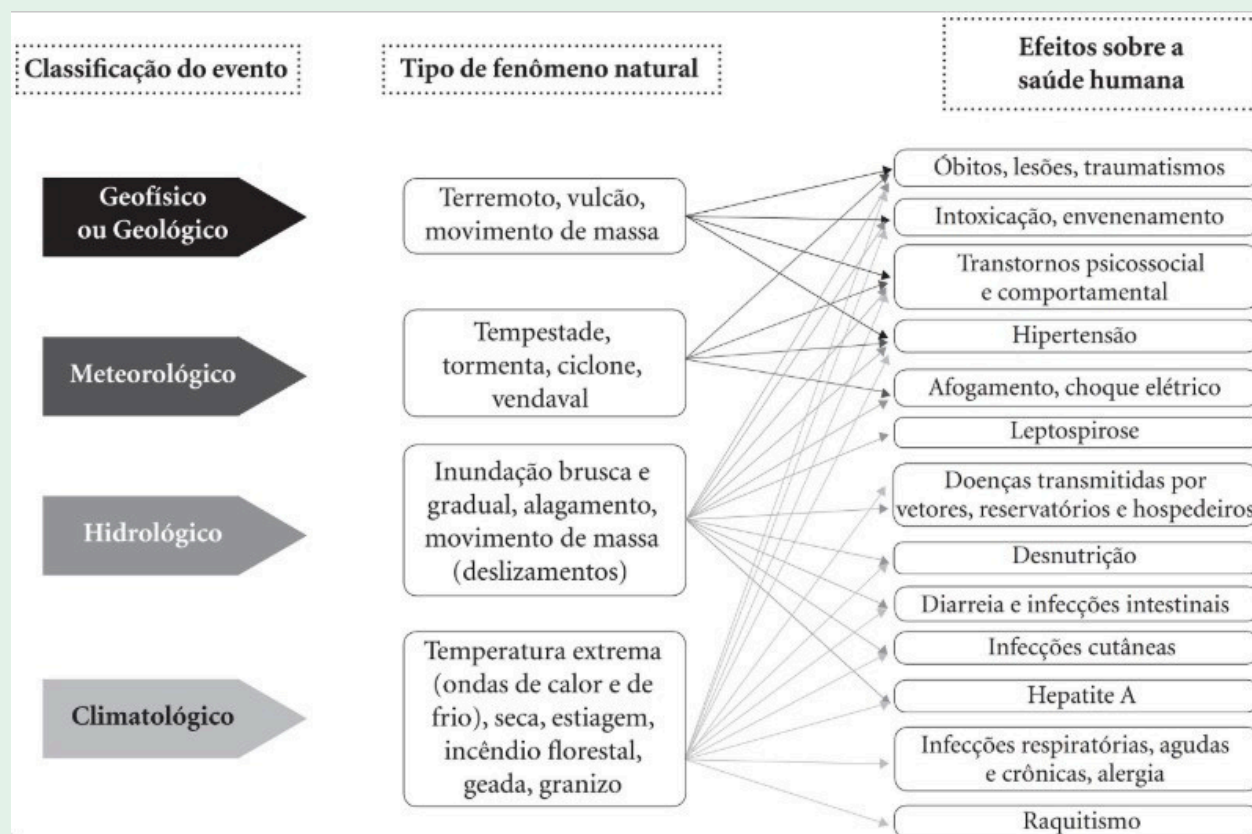 Classificação do evento
Tipo de fenômeno natural
Efeitos sobre a
saúde humana
Geofísico
ou Geológico
Terremoto, vulcão,
movimento de massa
Meteorológico
Tempestade,
tormenta, ciclone,
vendaval
Hidrológico
Inundação brusca e
gradual, alagamento,
movimento de massa
(deslizamentos)
Climatológico
Temperatura extrema
(ondas de calor e de
frio), seca, estiagem,
incêndio florestal,
geada, granizo
Óbitos, lesões, traumatismos
Intoxicação, envenenamento
Transtornos psicossocial
e comportamental
Hipertensão
Afogamento, choque elétrico
Leptospirose
Doenças transmitidas por
vetores, reservatórios e hospedeiros
Desnutrição
Diarreia e infecções intestinais
Infecções cutâneas
Hepatite A
Infecções respiratórias, agudas
e crônicas, alergia
Raquitismo